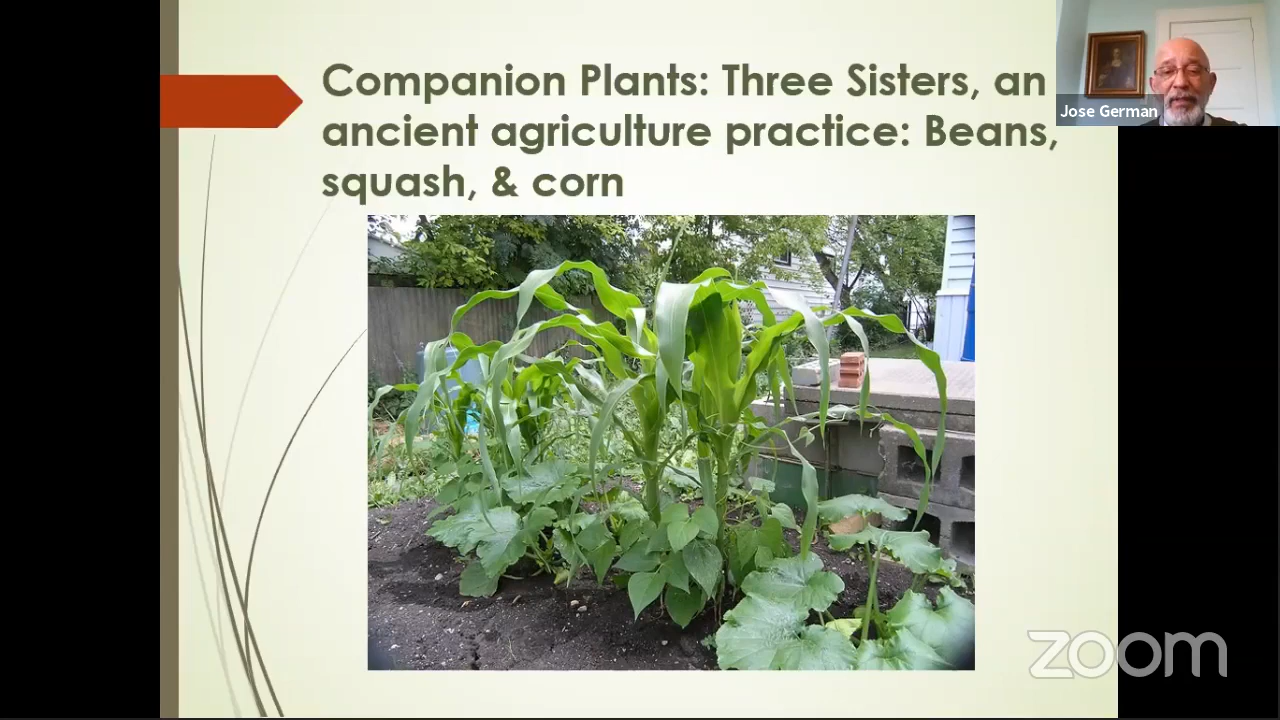 Companion Plants: Three Sisters, an
ancient agriculture practice: Beans,
squash, & corn
Jose German
zoom